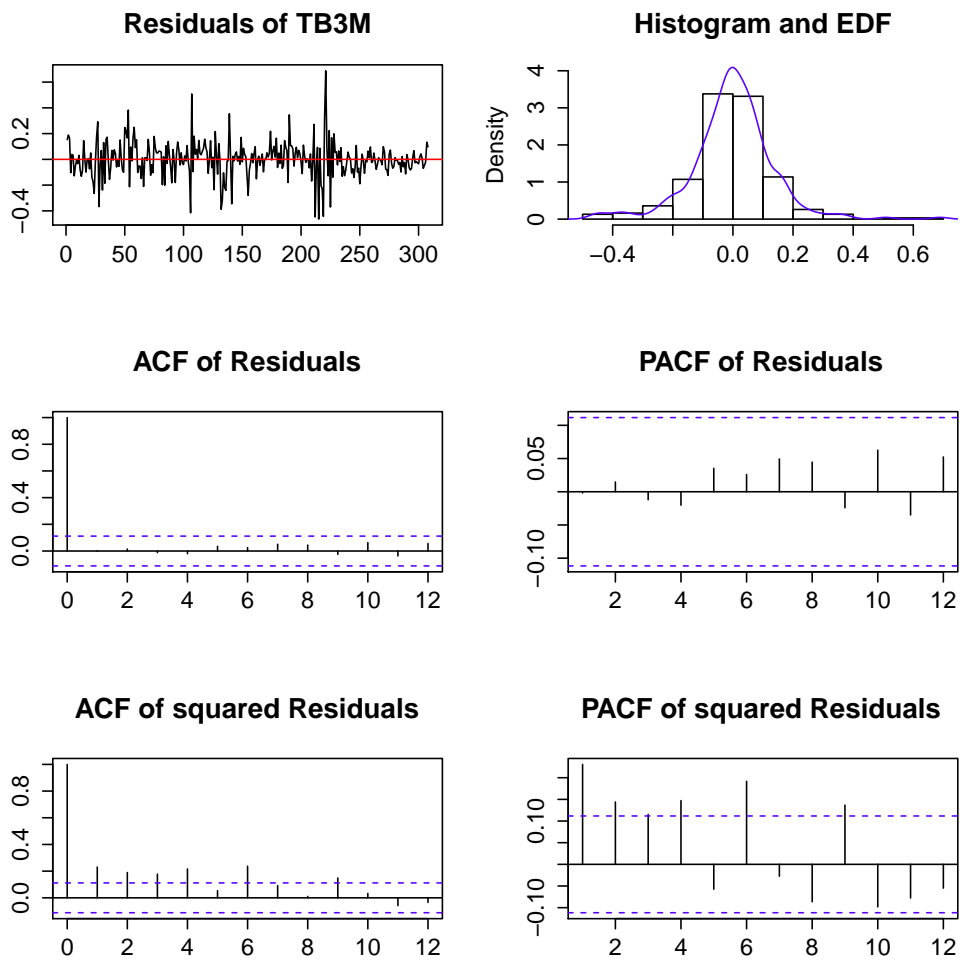 Residuals of TB3M
0.2
−0.4
0 50 100 150 200 250 300
Histogram and EDF
Density
4
3
2
1
0
−0.4 0.0 0.2 0.4 0.6
ACF of Residuals
0.8
0.4
0.0
0 2 4 6 8 10 12
PACF of Residuals
0.05
−0.10
2 4 6 8 10 12
ACF of squared Residuals
0.8
0.4
0.0
0 2 4 6 8 10 12
PACF of squared Residuals
0.10
−0.10
2 4 6 8 10 12